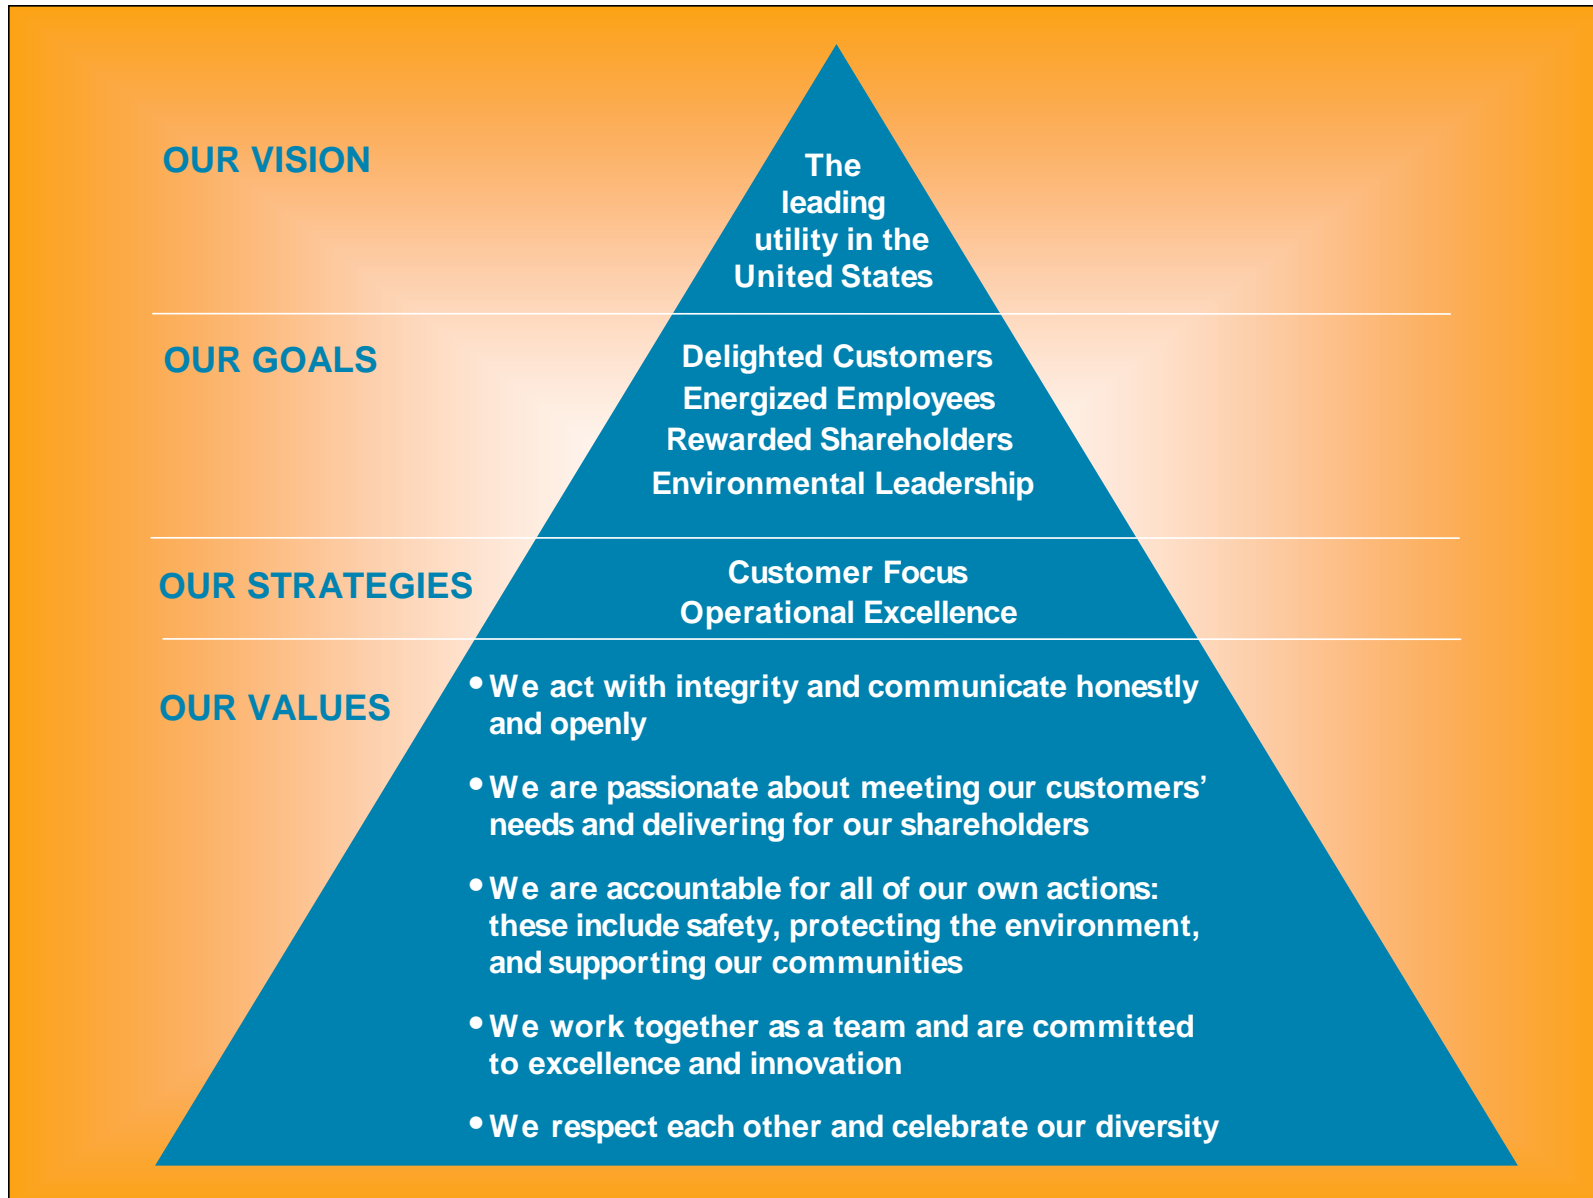 OUR VISION
The
leading
utility in the
United States
OUR GOALS
Delighted Customers
Energized Employees
Rewarded Shareholders
Environmental Leadership
OUR STRATEGIES
Customer Focus
Operational Excellence
OUR VALUES
• We act with integrity and communicate honestly
and openly
• We are passionate about meeting our customers’
needs and delivering for our shareholders
• We are accountable for all of our own actions:
these include safety, protecting the environment,
and supporting our communities
• We work together as a team and are committed
to excellence and innovation
• We respect each other and celebrate our diversity